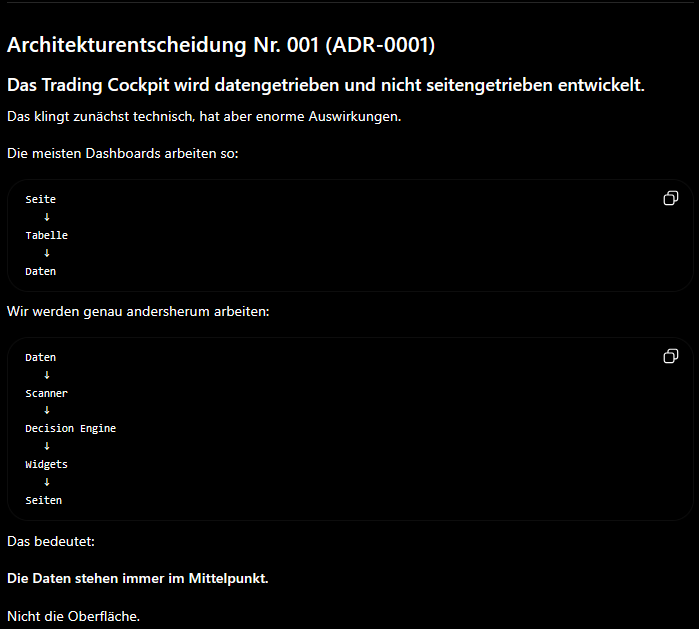 Architekturentscheidung Nr. 001 (ADR-0001)
Das Trading Cockpit wird datengetrieben und nicht seitengetrieben entwickelt.
Das klingt zunächst technisch, hat aber enorme Auswirkungen.
Die meisten Dashboards arbeiten so:
Seite
↓
Tabelle
↓
Daten
Wir werden genau andersherum arbeiten:
Daten
↓
Scanner
↓
Decision Engine
↓
Widgets
↓
Seiten
Das bedeutet:
Die Daten stehen immer im Mittelpunkt.
Nicht die Oberfläche.